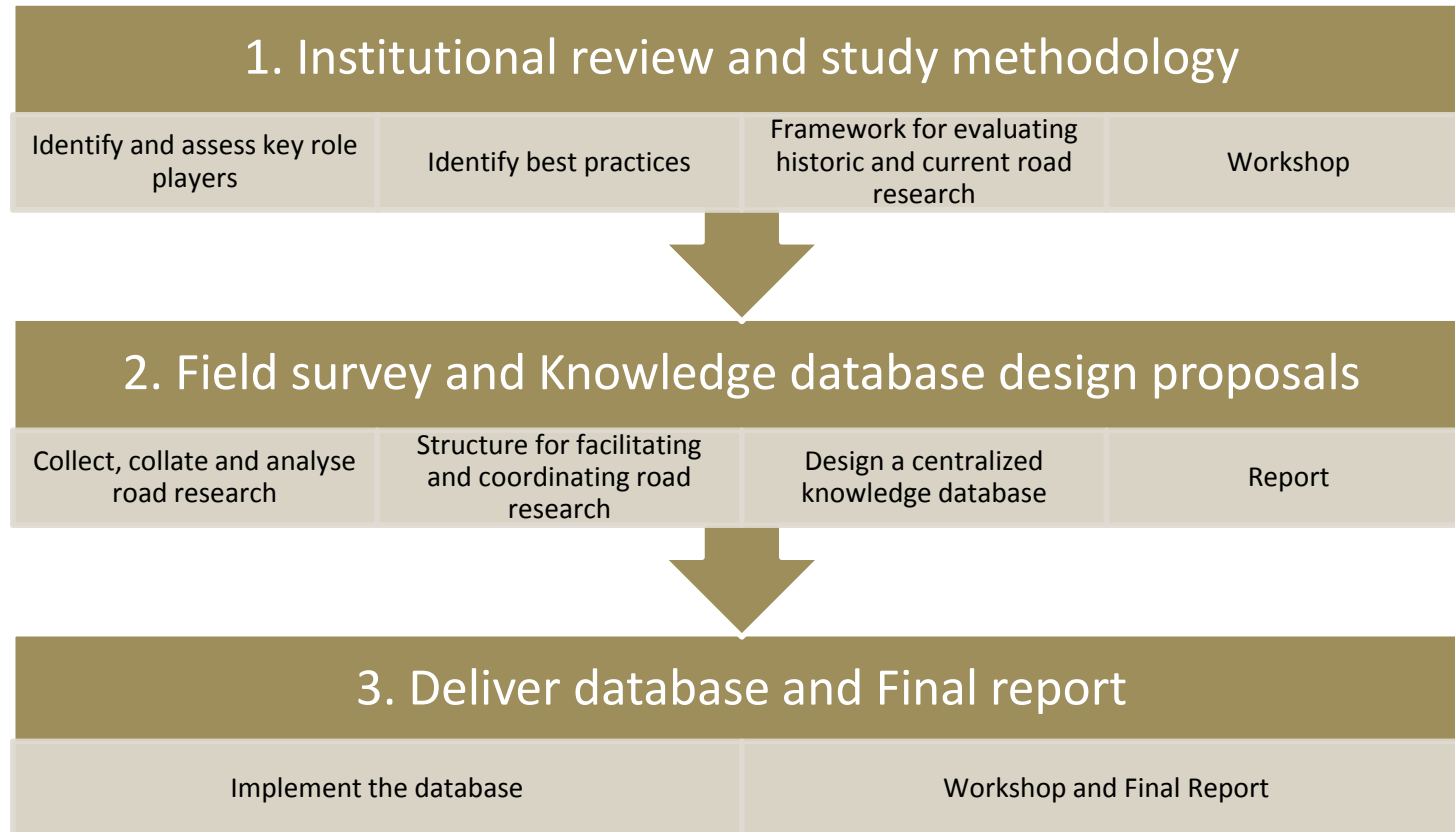 1. Institutional review and study methodology
Identify and assess key role
players
Identify best practices
Framework for evaluating
historic and current road
research
Workshop
2. Field survey and Knowledge database design proposals
Collect, collate and analyse
road research
Structure for facilitating
and coordinating road
research
Design a centralized
knowledge database
Report
3. Deliver database and Final report
Implement the database
Workshop and Final Report